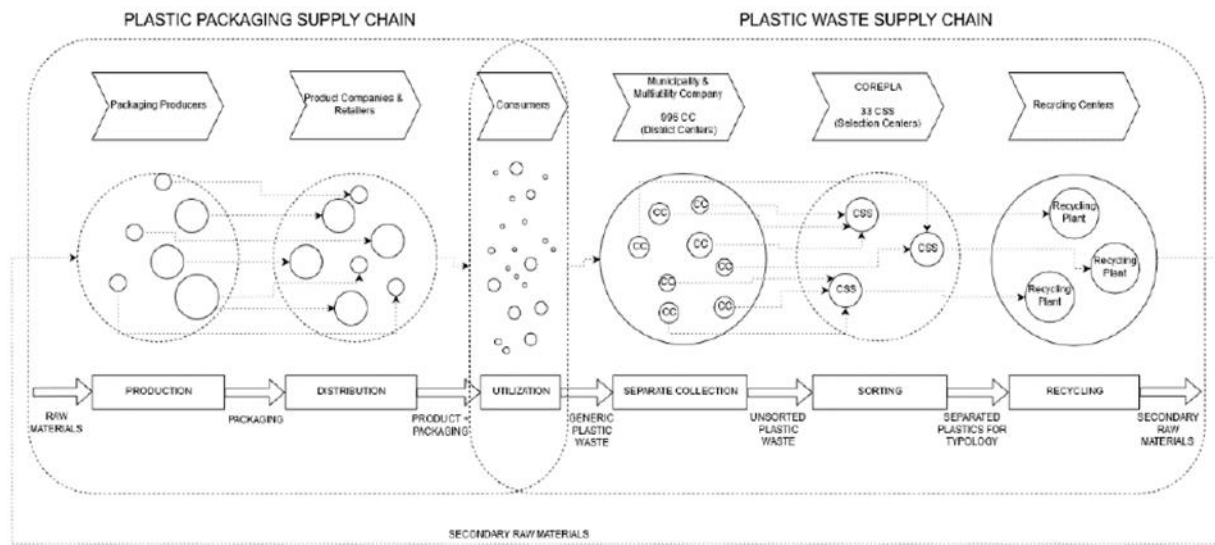 PLASTIC PACKAGING SUPPLY CHAIN
PLASTIC WASTE SUPPLY CHAIN
Packaging Producers
Product Companies &
Retailers
Consumers
Municipality &
Multiutility Company
996 CC
(District Centers)
COREPLA
33 CSS
(Selection Centers)
Recycling Centers
CC
CC
CC
CC
CC
CC
CC
CC
CSS
CSS
CSS
Recycling
Plant
Recycling
Plant
Recycling
Plant
PRODUCTION
DISTRIBUTION
UTILIZATION
SEPARATE COLLECTION
SORTING
RECYCLING
RAW
MATERIALS
PACKAGING
PRODUCT +
PACKAGING
GENERIC
PLASTIC
WASTE
UNSORTED
PLASTIC
WASTE
SEPARATED
PLASTICS FOR
TYPOLOGY
SECONDARY
RAW
MATERIALS
SECONDARY RAW MATERIALS